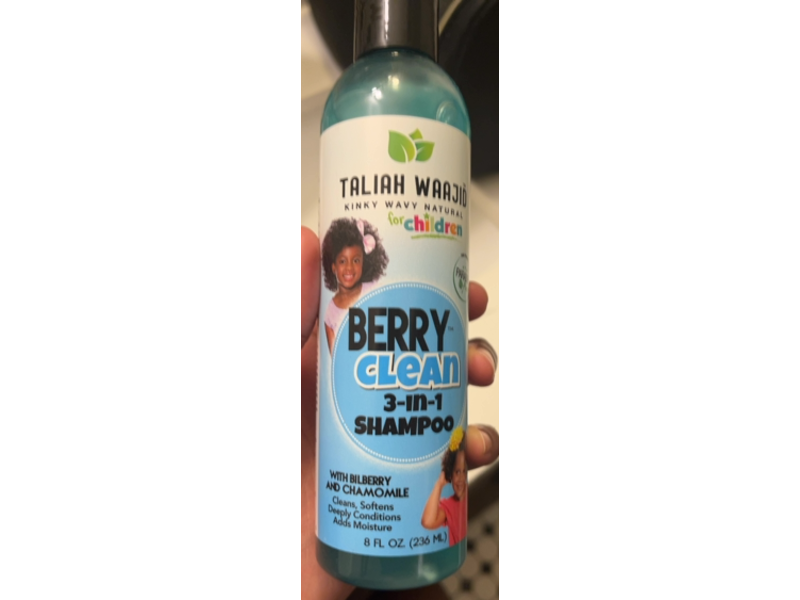 TALIAH WAAJID
KINKY WAVY NATURAL
for children
BERRY™
CLEAN
3-IN-1
SHAMPOO
WITH BILBERRY
AND CHAMOMILE
Cleans, Softens
Deeply Conditions
Adds Moisture
8 FL OZ. (236 ML)